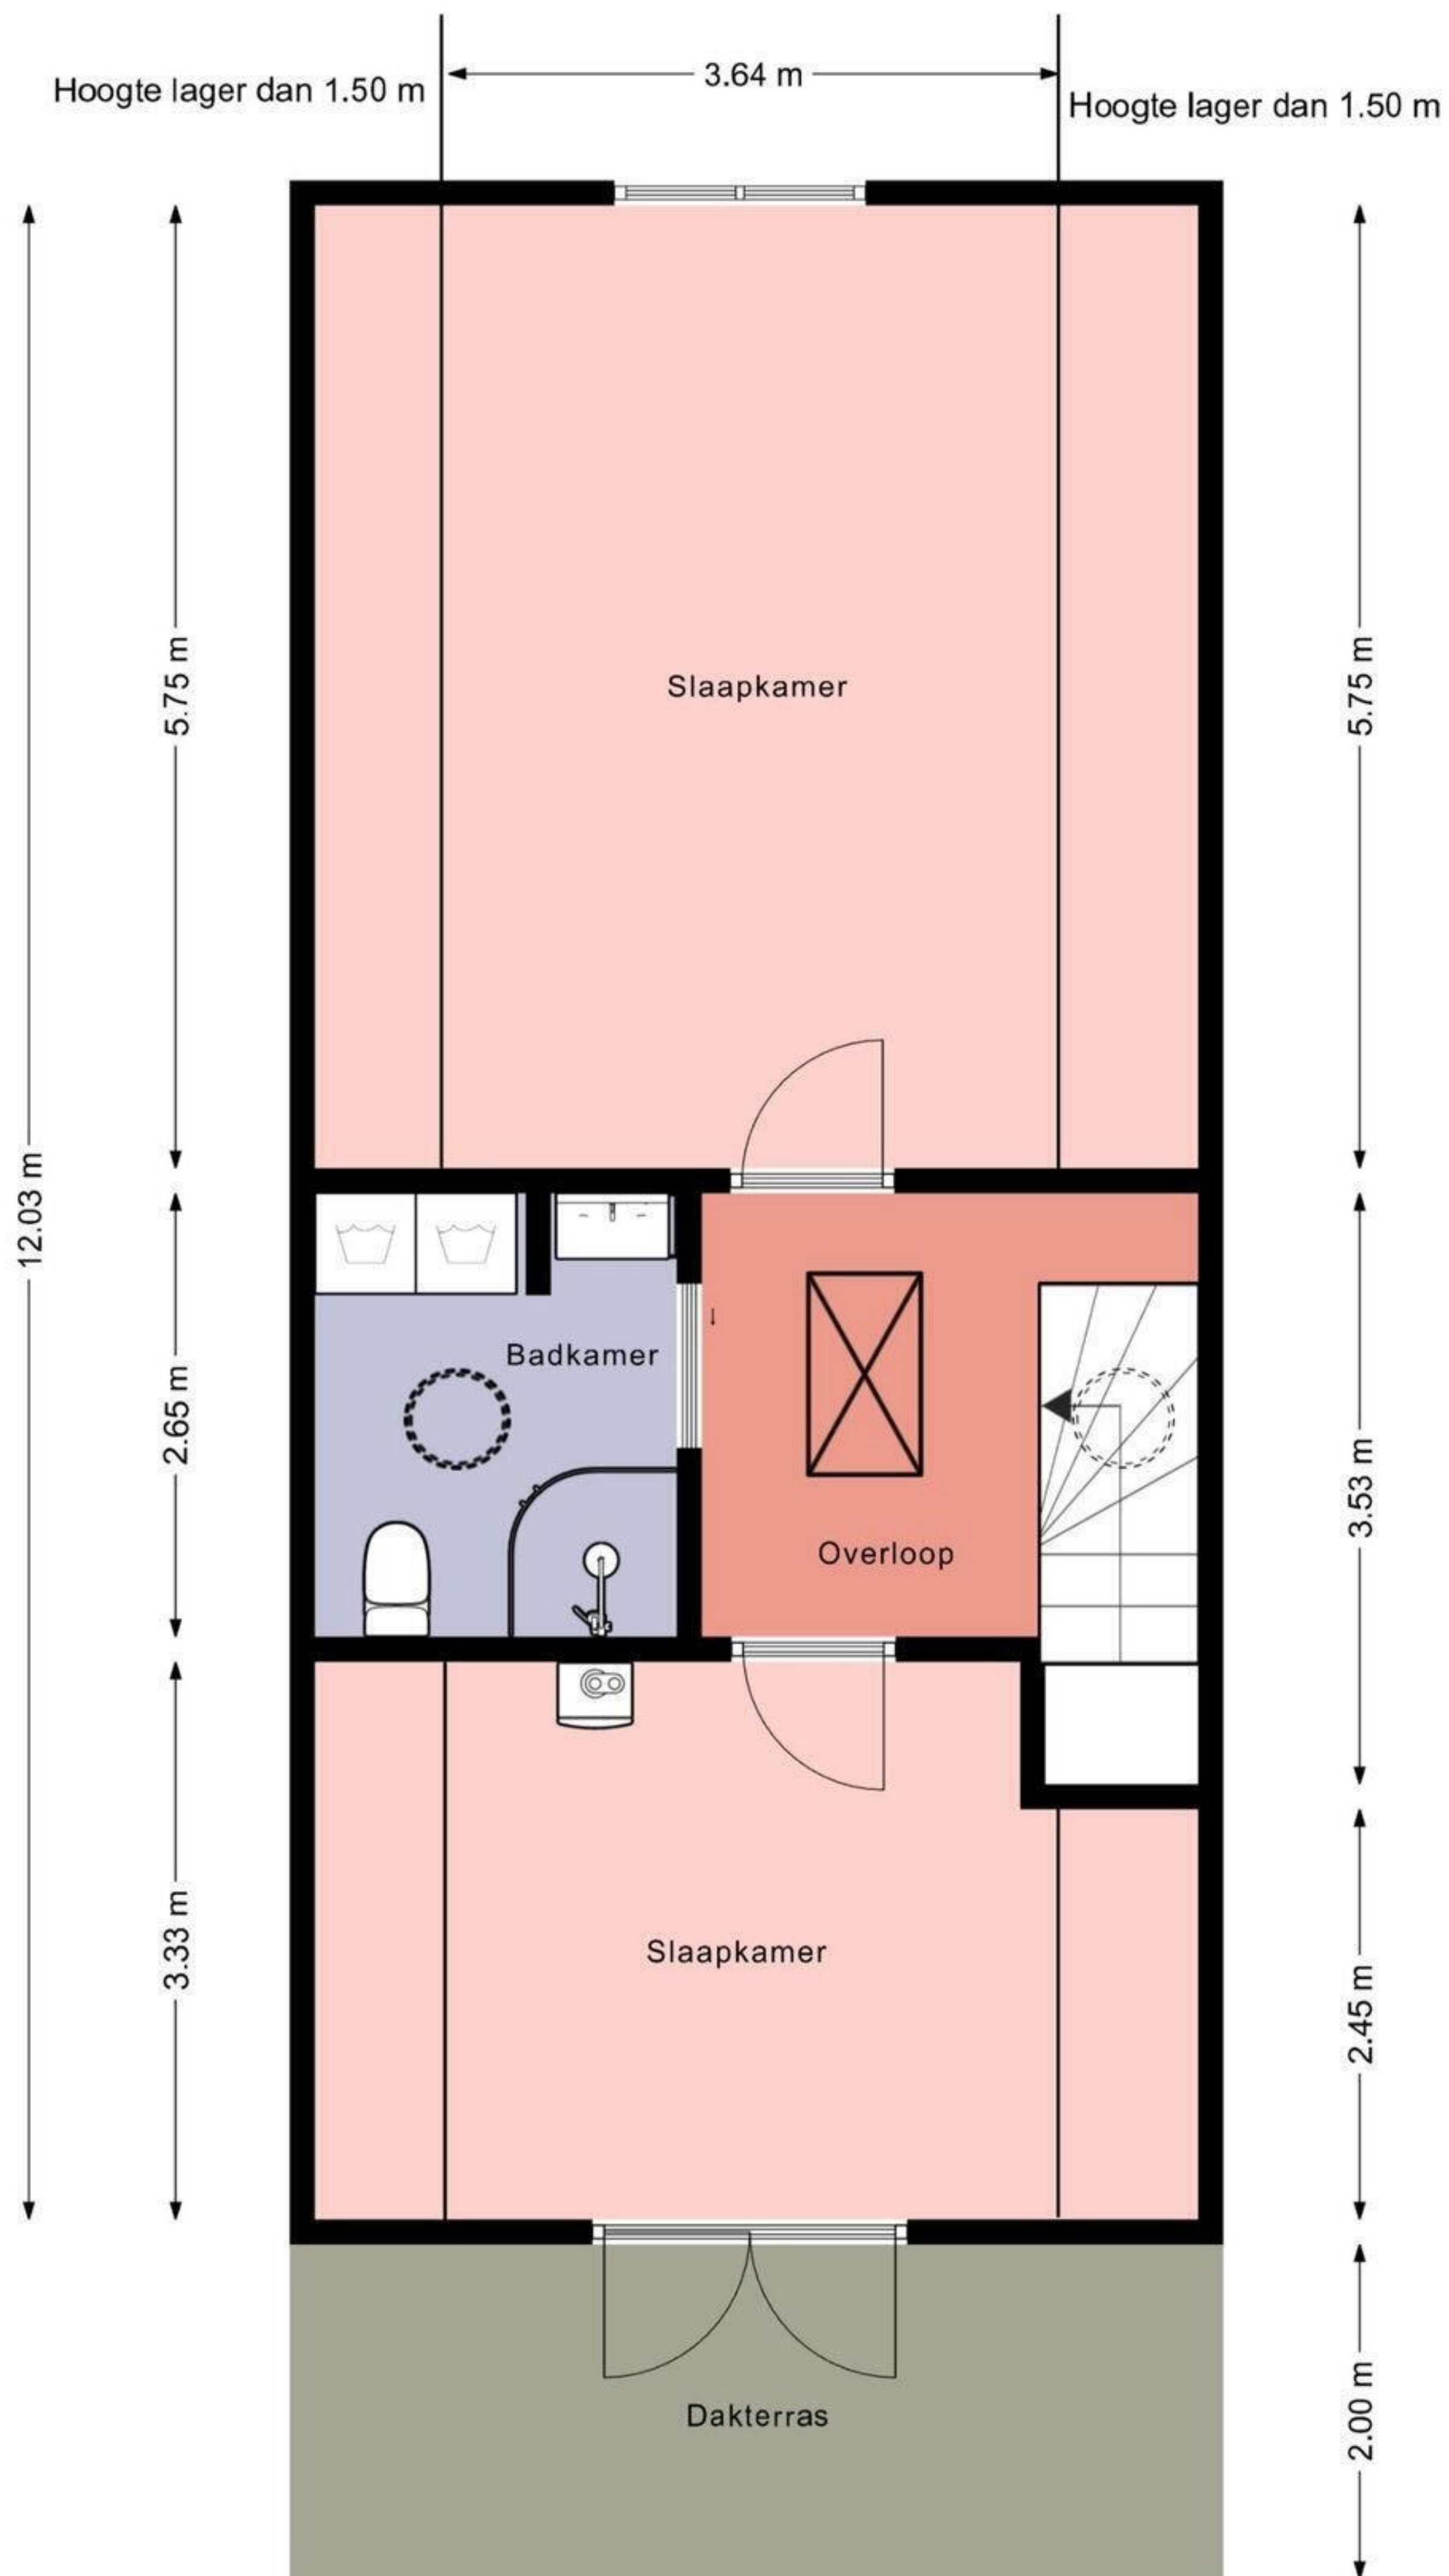 3.64 m
Hoogte lager dan 1.50 m
Hoogte lager dan 1.50 m
Slaapkamer
5.75 m
5.75 m
12.03 m
Badkamer
2.65 m
Overloop
3.53 m
3.33 m
Slaapkamer
2.45 m
Dakterras
2.00 m